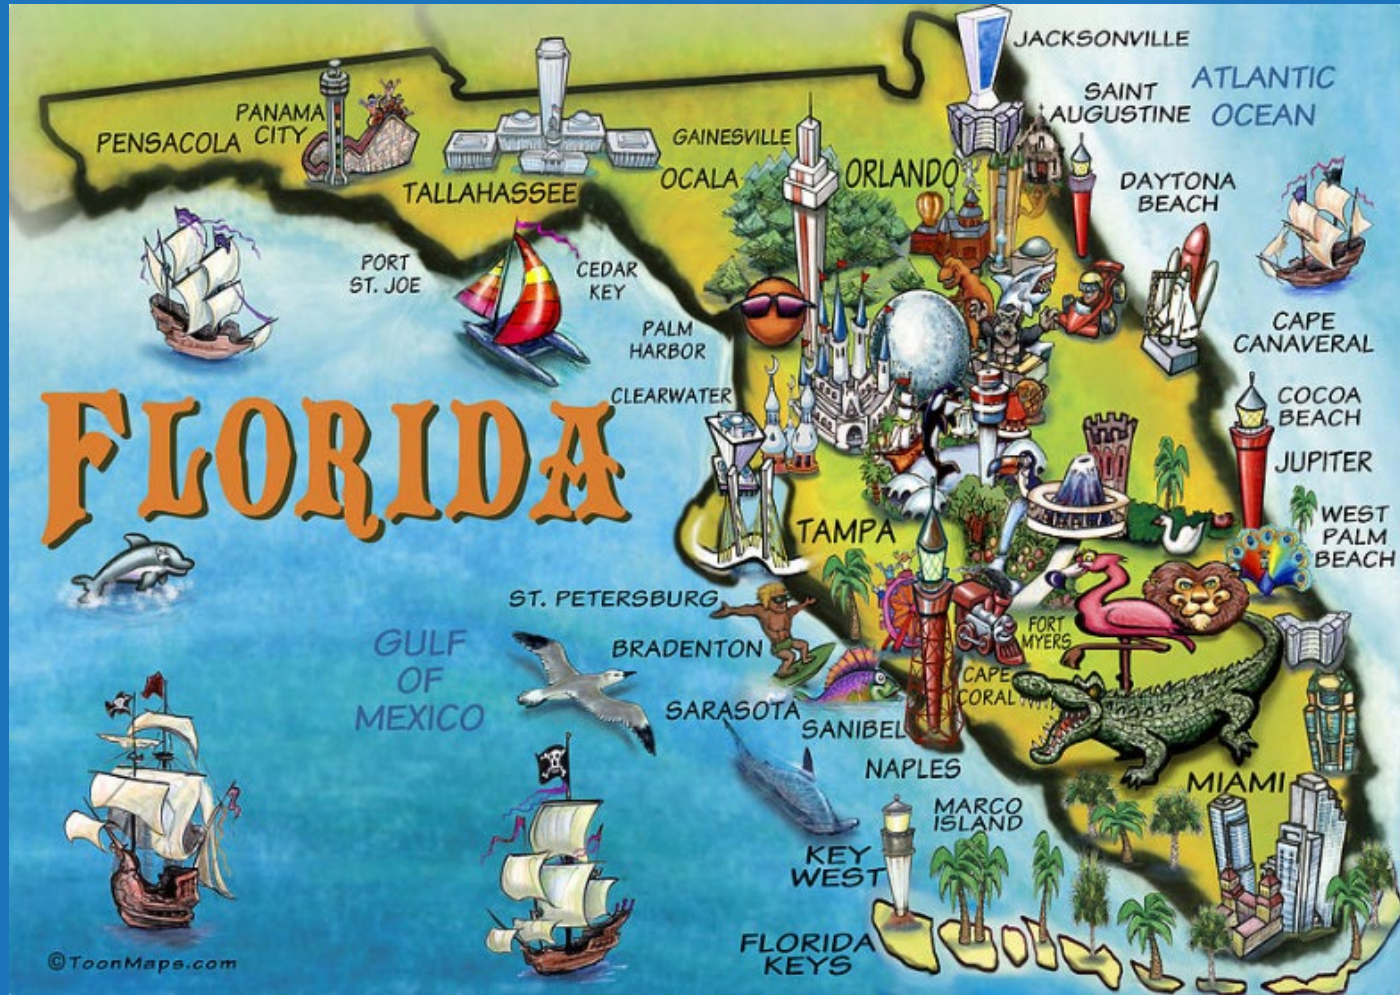 JACKSONVILLE
ATLANTIC
OCEAN
SAINT
AUGUSTINE
PANAMA
CITY
PENSACOLA
TALLAHASSEE
GAINESVILLE
OCALA
ORLANDO
DAYTONA
BEACH
PORT
ST. JOE
CEDAR
KEY
PALM
HARBOR
CLEARWATER
CAPE
CANAVERAL
COCOA
BEACH
JUPITER
WEST
PALM
BEACH
FLORIDA
TAMPA
ST. PETERSBURG
BRADENTON
GULF
OF
MEXICO
FORT
MYERS
CAPE
CORAL
SARASOTA
SANIBEL
NAPLES
MIAMI
MARCO
ISLAND
KEY
WEST
FLORIDA
KEYS
©ToonMaps.com